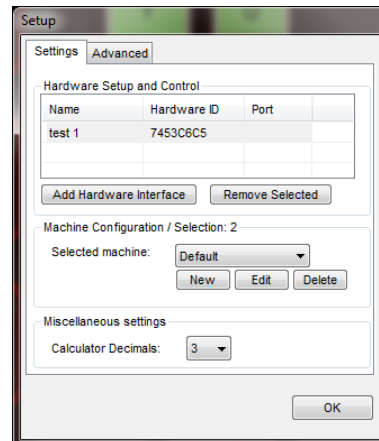 Setup
Settings Advanced
Hardware Setup and Control
Name Hardware ID Port
test 1 7453C6C5
Add Hardware Interface Remove Selected
Machine Configuration / Selection: 2
Selected machine: Default
New Edit Delete
Miscellaneous settings
Calculator Decimals: 3
OK